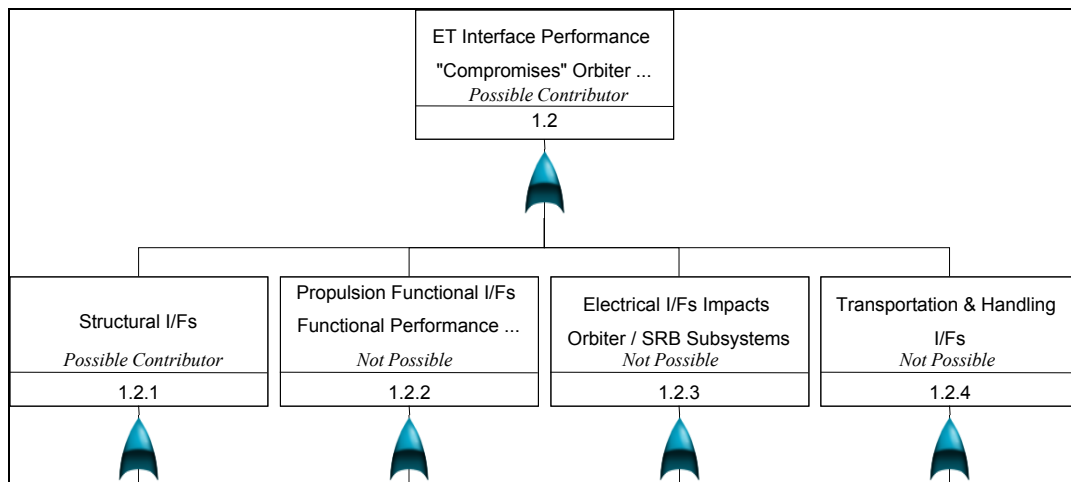 ET Interface Performance
"Compromises" Orbiter ...
Possible Contributor
1.2
Structural I/Fs
Possible Contributor
1.2.1
Propulsion Functional I/Fs
Functional Performance ...
Not Possible
1.2.2
Electrical I/Fs Impacts
Orbiter / SRB Subsystems
Not Possible
1.2.3
Transportation & Handling
I/Fs
Not Possible
1.2.4